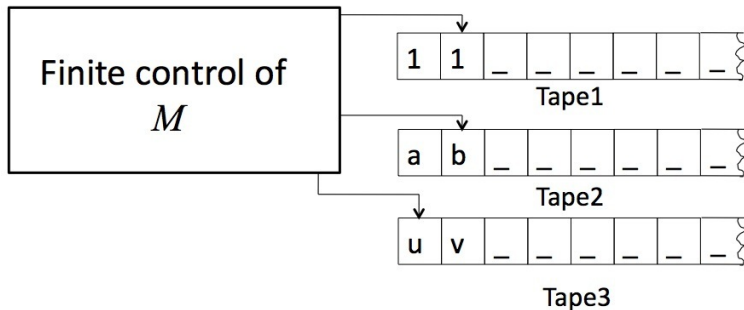 Finite control of
M
1 1 _ _ _ _ _ _
Tape1
a b _ _ _ _ _ _
Tape2
u v _ _ _ _ _ _
Tape3